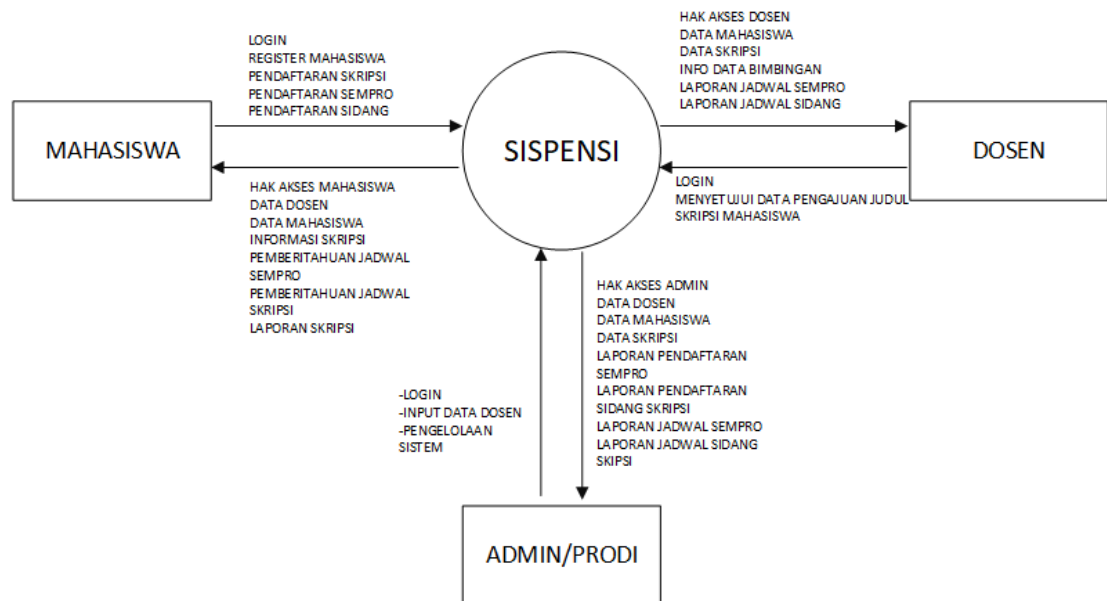 LOGIN
REGISTER MAHASISWA
PENDAFTARAN SKRIPSI
PENDAFTARAN SEMPRO
PENDAFTARAN SIDANG
HAK AKSES DOSEN
DATA MAHASISWA
DATA SKRIPSI
INFO DATA BIMBINGAN
LAPORAN JADWAL SEMPRO
LAPORAN JADWAL SIDANG
MAHASISWA
SISPENSI
DOSEN
HAK AKSES MAHASISWA
DATA DOSEN
DATA MAHASISWA
INFORMASI SKRIPSI
PEMBERITAHUAN JADWAL
SEMPRO
PEMBERITAHUAN JADWAL
SKRIPSI
LAPORAN SKRIPSI
LOGIN
MENYETUJUI DATA PENGAJUAN JUDUL
SKRIPSI MAHASISWA
HAK AKSES ADMIN
DATA DOSEN
DATA MAHASISWA
DATA SKRIPSI
LAPORAN PENDAFTARAN
SEMPRO
LAPORAN PENDAFTARAN
SIDANG SKRIPSI
LAPORAN JADWAL SEMPRO
LAPORAN JADWAL SIDANG
SKIPSI
-LOGIN
-INPUT DATA DOSEN
-PENGELOLAAN
SISTEM
ADMIN/PRODI